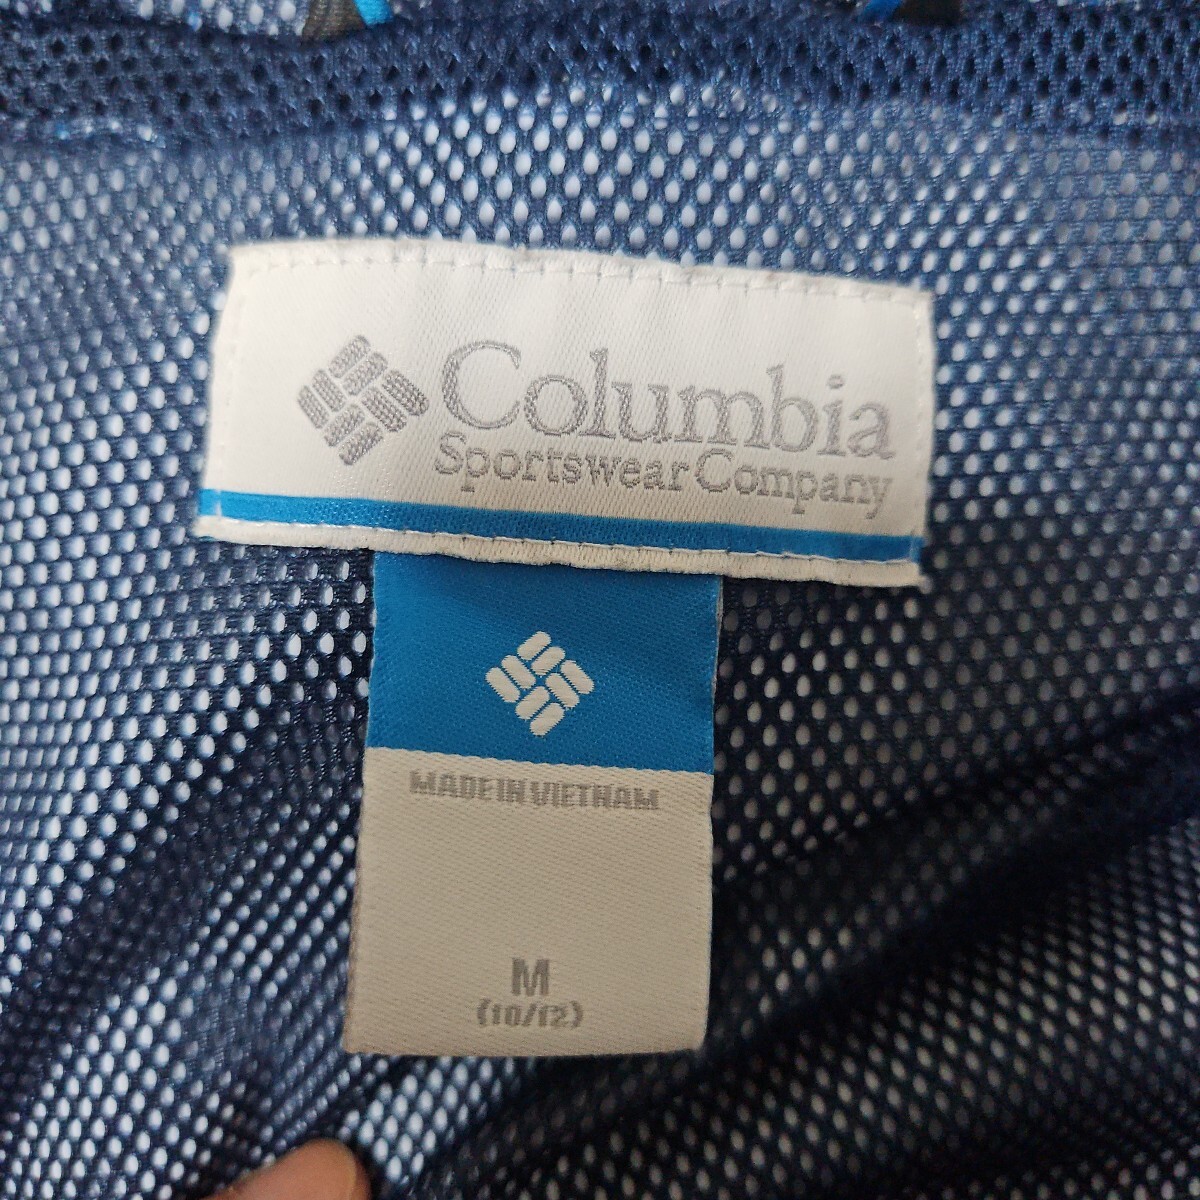 Columbia
Sportswear Company
MADE IN VIETNAM
M
(10/12)